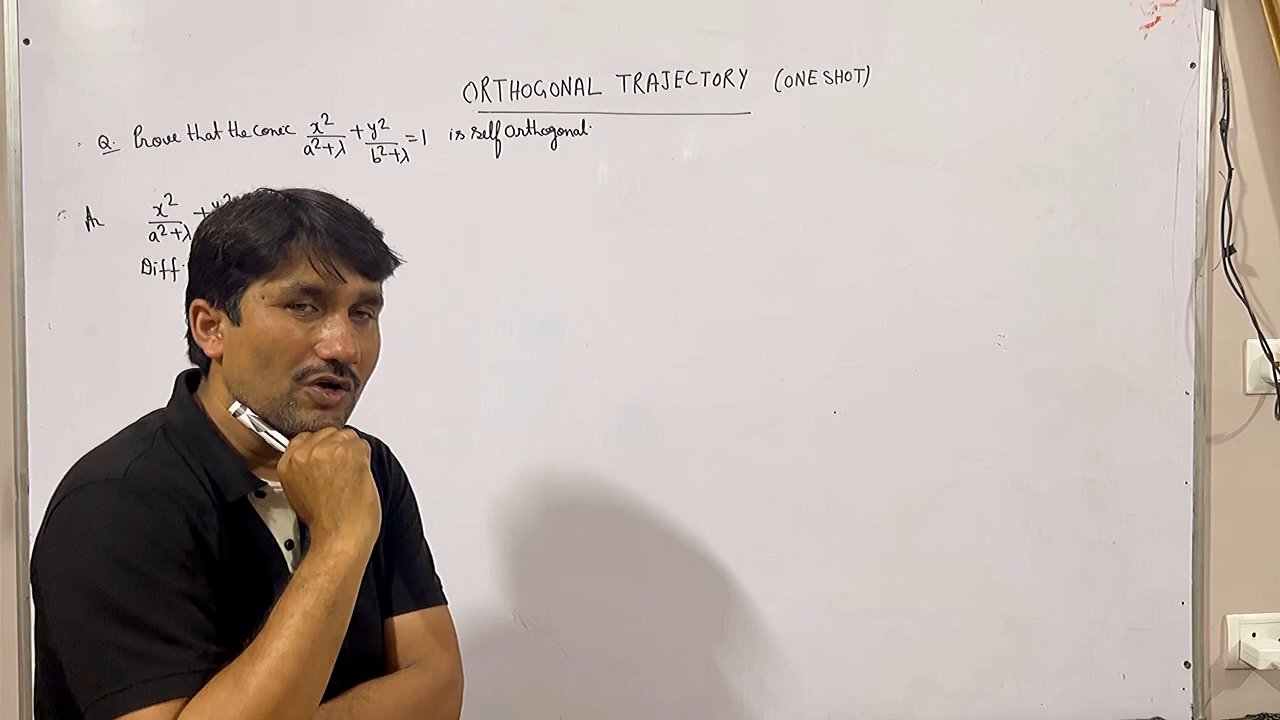 ORTHOGONAL TRAJECTORY (ONE SHOT)
Q. Prove that the conic x²/(a²+λ) + y²/(b²+λ) = 1 is self orthogonal.
x²/(a²+λ) + y²
Diff.